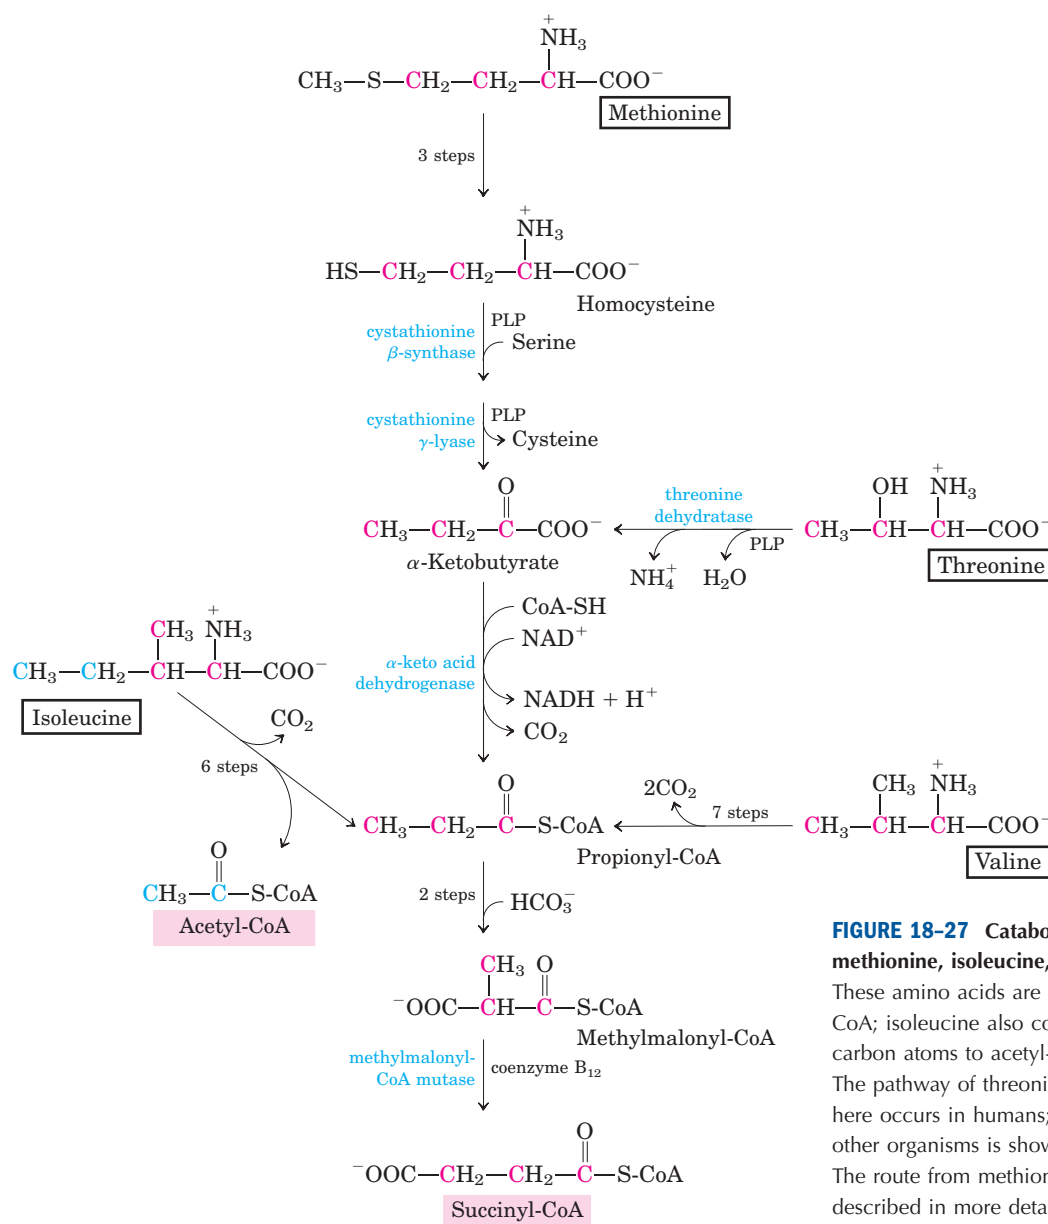 +
NH₃
CH₃—S—CH₂—CH₂—CH—COO⁻
Methionine
3 steps
+
NH₃
HS—CH₂—CH₂—CH—COO⁻
Homocysteine
cystathionine
β-synthase
PLP
Serine
cystathionine
γ-lyase
PLP
Cysteine
O
CH₃—CH₂—C—COO⁻
α-Ketobutyrate
threonine
dehydratase
PLP
NH₄⁺
H₂O
+
OH NH₃
CH₃—CH—CH—COO⁻
Threonine
CoA-SH
NAD⁺
α-keto acid
dehydrogenase
NADH + H⁺
CO₂
+
CH₃ NH₃
CH₃—CH₂—CH—CH—COO⁻
Isoleucine
CO₂
6 steps
O
CH₃—C—S-CoA
Acetyl-CoA
O
CH₃—CH₂—C—S-CoA
Propionyl-CoA
2CO₂
7 steps
+
CH₃ NH₃
CH₃—CH—CH—COO⁻
Valine
2 steps
HCO₃⁻
CH₃ O
⁻OOC—CH—C—S-CoA
Methylmalonyl-CoA
methylmalonyl-
CoA mutase
coenzyme B₁₂
O
⁻OOC—CH₂—CH₂—C—S-CoA
Succinyl-CoA
FIGURE 18–27 Catabo
methionine, isoleucine,
These amino acids are
CoA; isoleucine also co
carbon atoms to acetyl-
The pathway of threoni
here occurs in humans;
other organisms is show
The route from methion
described in more deta